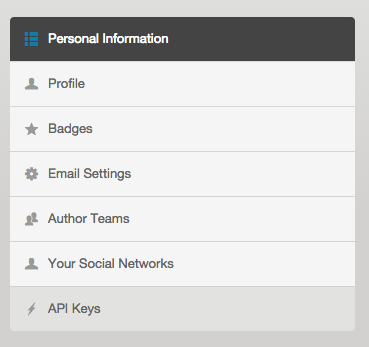 Personal Information
Profile
Badges
Email Settings
Author Teams
Your Social Networks
API Keys